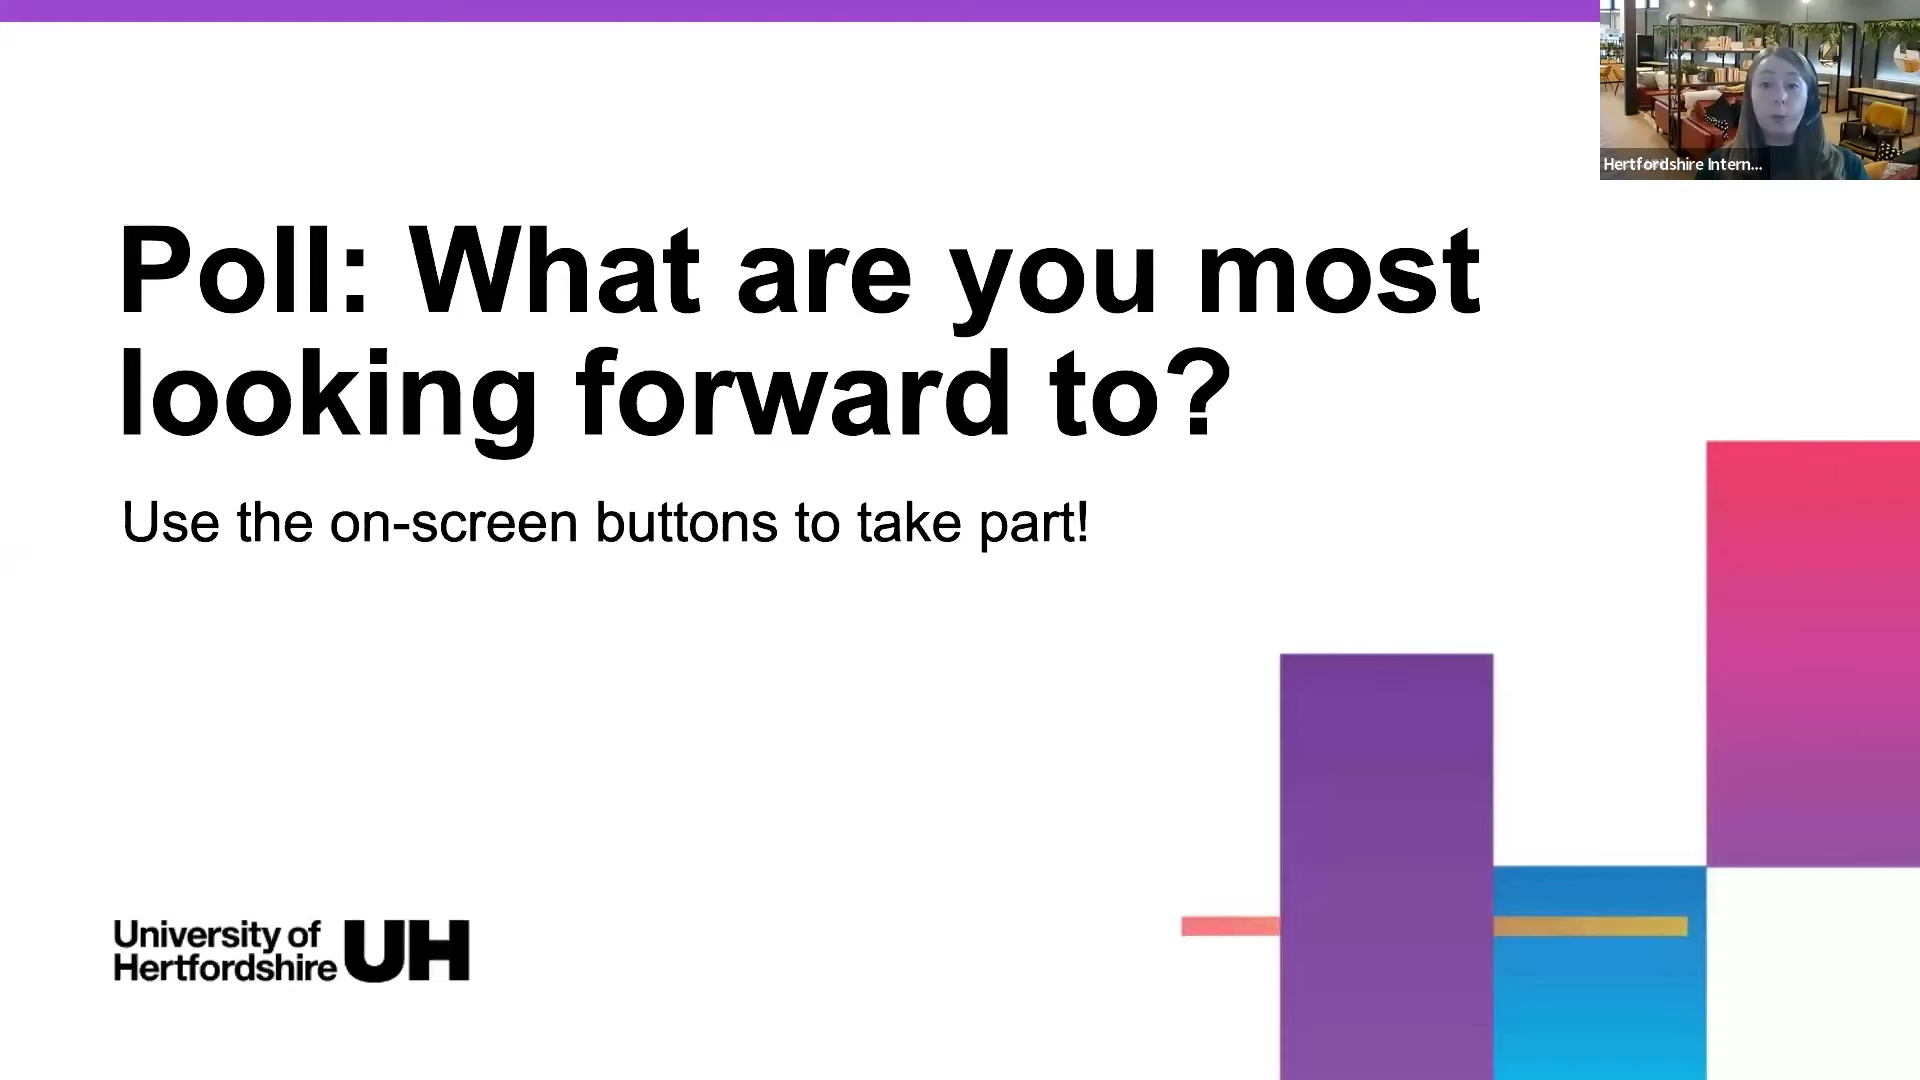 Hertfordshire Intern...
Poll: What are you most
looking forward to?
Use the on-screen buttons to take part!
University of
Hertfordshire UH